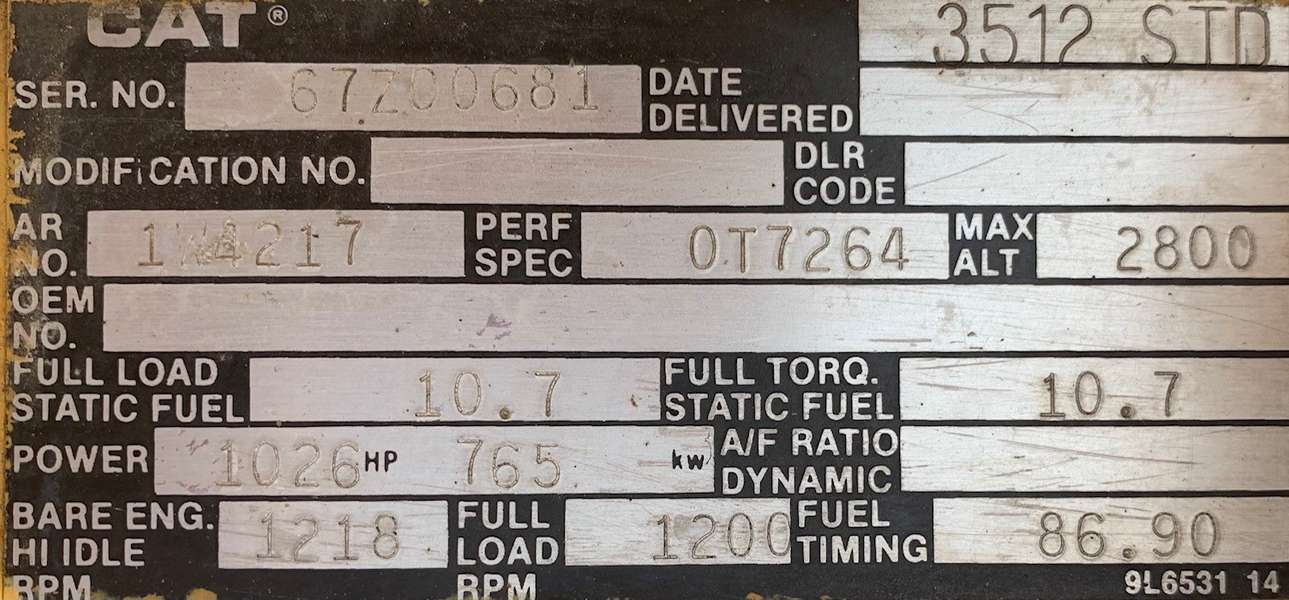 CAT® 3512 STD
SER. NO. 67Z00681 DATE DELIVERED
MODIFiCATION NO. DLR CODE
AR NO. 1W4217 PERF SPEC 0T7264 MAX ALT 2800
OEM NO.
FULL LOAD STATIC FUEL 10.7 FULL TORQ. STATIC FUEL 10.7
POWER 1026 HP 765 kw A/F RATIO DYNAMIC
BARE ENG. HI IDLE RPM 1218 FULL LOAD RPM 1200 FUEL TIMING 86.90
9L6531 14